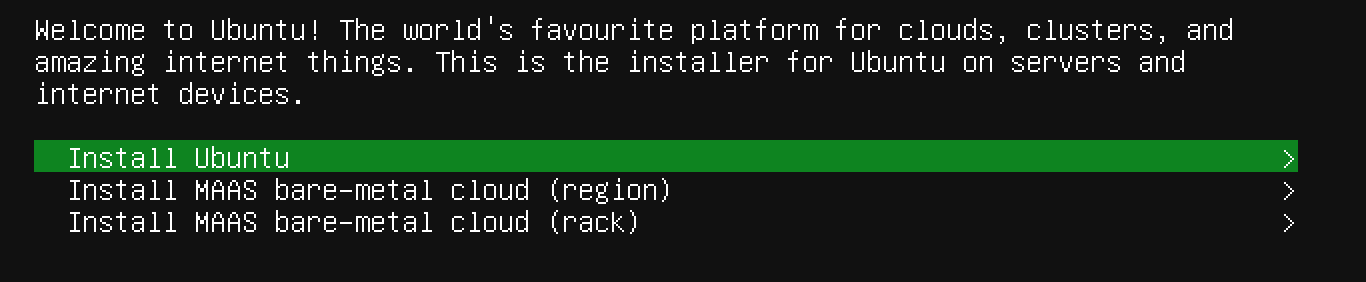 Welcome to Ubuntu! The world's favourite platform for clouds, clusters, and
amazing internet things. This is the installer for Ubuntu on servers and
internet devices.
Install Ubuntu >
Install MAAS bare-metal cloud (region) >
Install MAAS bare-metal cloud (rack) >